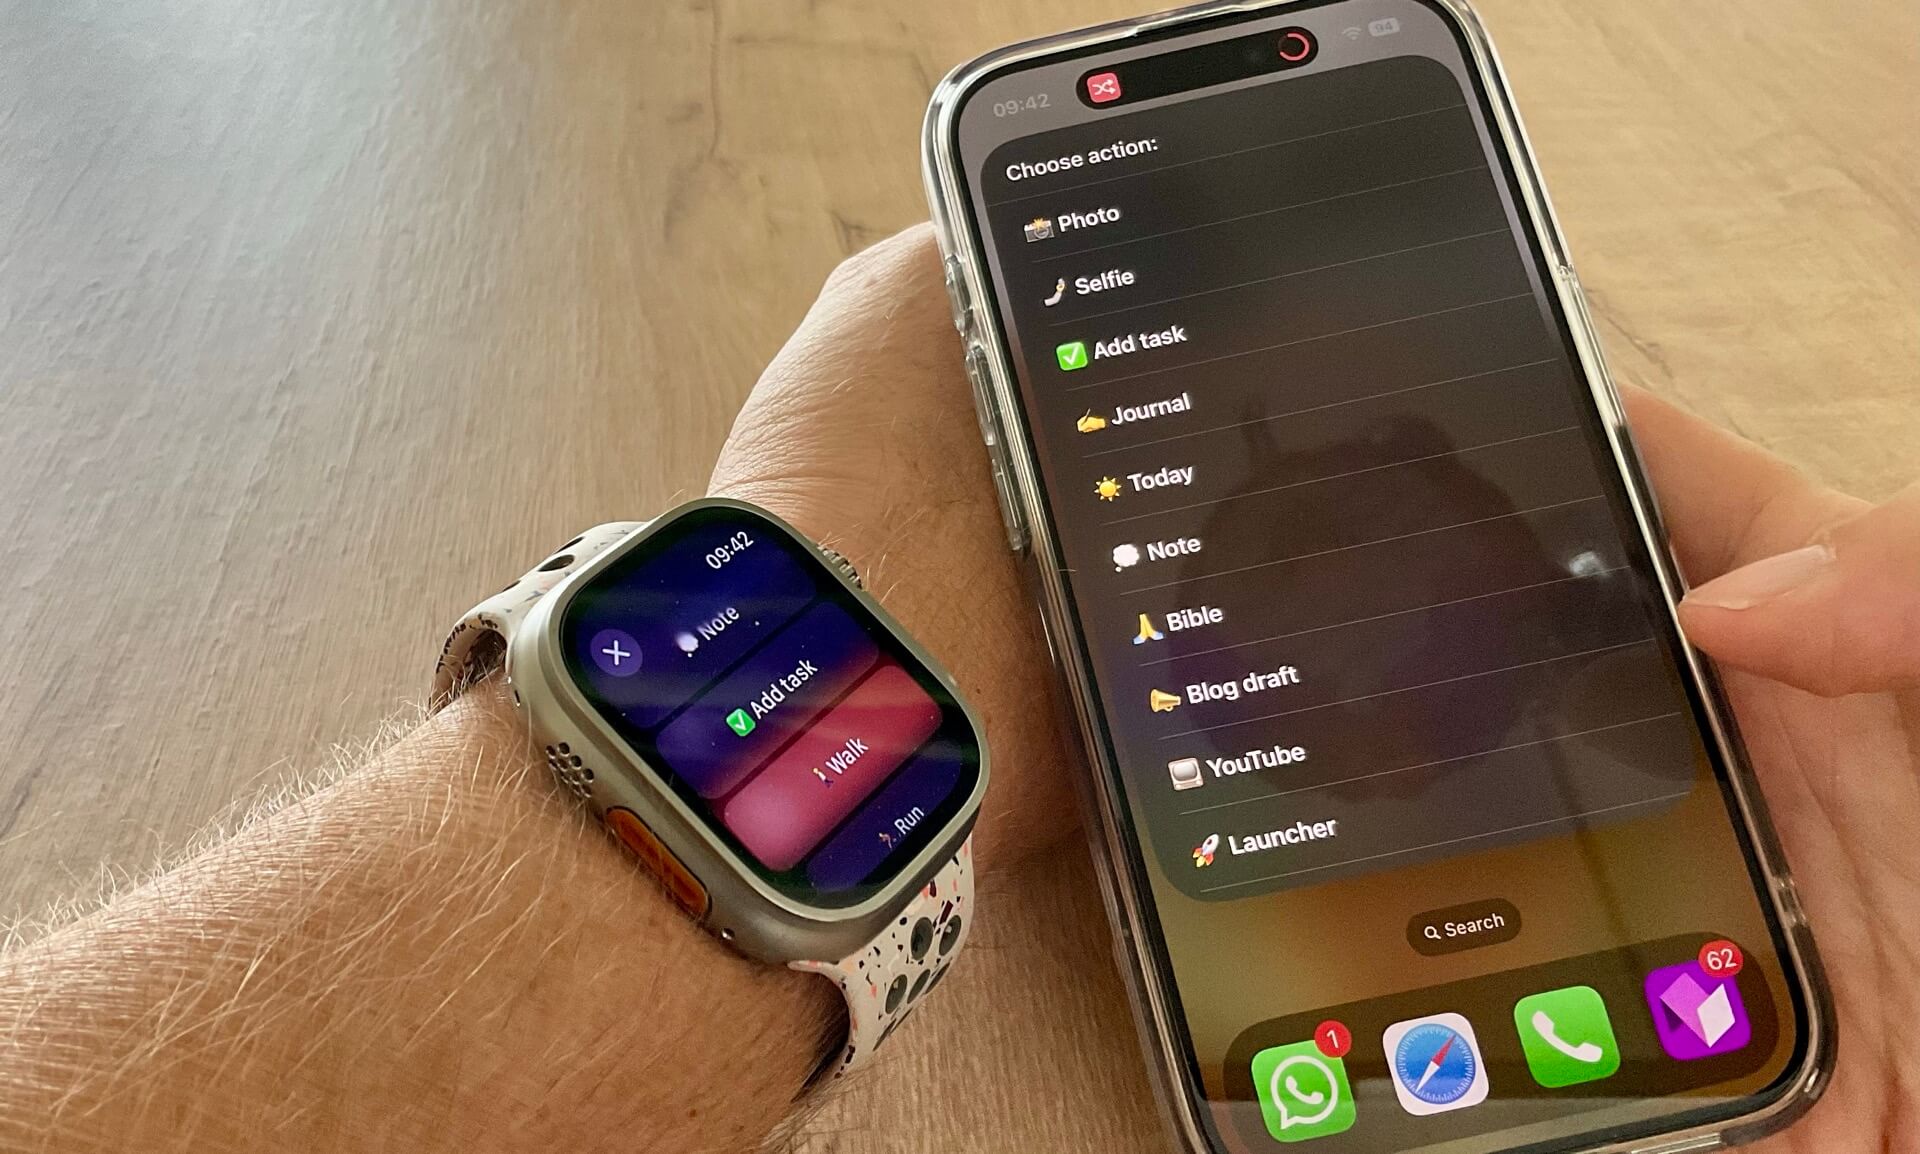 09:42
Note
Add task
Walk
Run
09:42
94
Choose action:
Photo
Selfie
Add task
Journal
Today
Note
Bible
Blog draft
YouTube
Launcher
Search
1
62